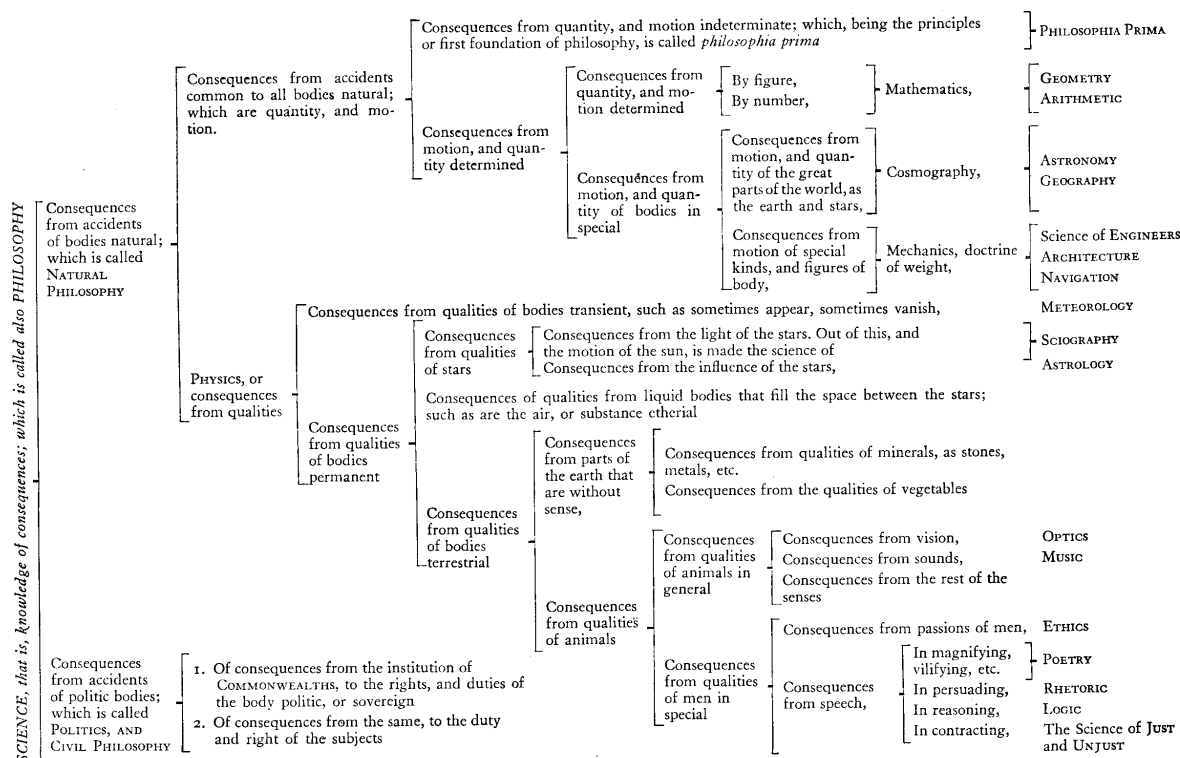 SCIENCE, that is, knowledge of consequences; which is called also PHILOSOPHY
Consequences
from accidents
of bodies natural;
which is called
NATURAL
PHILOSOPHY
Consequences from accidents
common to all bodies natural;
which are quantity, and mo-
tion.
Consequences from quantity, and motion indeterminate; which, being the principles
or first foundation of philosophy, is called philosophia prima
PHILOSOPHIA PRIMA
Consequences from
motion, and quan-
tity determined
Consequences from
quantity, and mo-
tion determined
By figure,
By number,
Mathematics,
GEOMETRY
ARITHMETIC
Consequences from
motion, and quan-
tity of bodies in
special
Consequences from
motion, and quan-
tity of the great
parts of the world, as
the earth and stars,
Cosmography,
ASTRONOMY
GEOGRAPHY
Consequences from
motion of special
kinds, and figures of
body,
Mechanics, doctrine
of weight,
Science of ENGINEERS
ARCHITECTURE
NAVIGATION
PHYSICS, or
consequences
from qualities
Consequences from qualities of bodies transient, such as sometimes appear, sometimes vanish,
METEOROLOGY
Consequences
from qualities
of bodies
permanent
Consequences
from qualities
of stars
Consequences from the light of the stars. Out of this, and
the motion of the sun, is made the science of
SCIOGRAPHY
Consequences from the influence of the stars,
ASTROLOGY
Consequences of qualities from liquid bodies that fill the space between the stars;
such as are the air, or substance etherial
Consequences
from qualities
of bodies
terrestrial
Consequences
from parts of
the earth that
are without
sense,
Consequences from qualities of minerals, as stones,
metals, etc.
Consequences from the qualities of vegetables
Consequences
from qualities
of animals
Consequences
from qualities
of animals in
general
Consequences from vision,
OPTICS
Consequences from sounds,
MUSIC
Consequences from the rest of the
senses
Consequences
from qualities
of men in
special
Consequences from passions of men,
ETHICS
Consequences
from speech,
In magnifying,
vilifying, etc.
POETRY
In persuading,
RHETORIC
In reasoning,
LOGIC
In contracting,
The Science of JUST
and UNJUST
Consequences
from accidents
of politic bodies;
which is called
POLITICS, AND
CIVIL PHILOSOPHY
1. Of consequences from the institution of
COMMONWEALTHS, to the rights, and duties of
the body politic, or sovereign
2. Of consequences from the same, to the duty
and right of the subjects